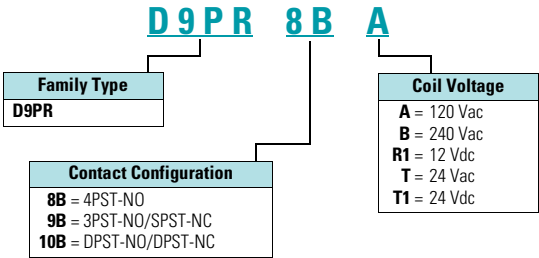 D9PR 8B A
Family Type
D9PR
Contact Configuration
8B = 4PST-NO
9B = 3PST-NO/SPST-NC
10B = DPST-NO/DPST-NC
Coil Voltage
A = 120 Vac
B = 240 Vac
R1 = 12 Vdc
T = 24 Vac
T1 = 24 Vdc